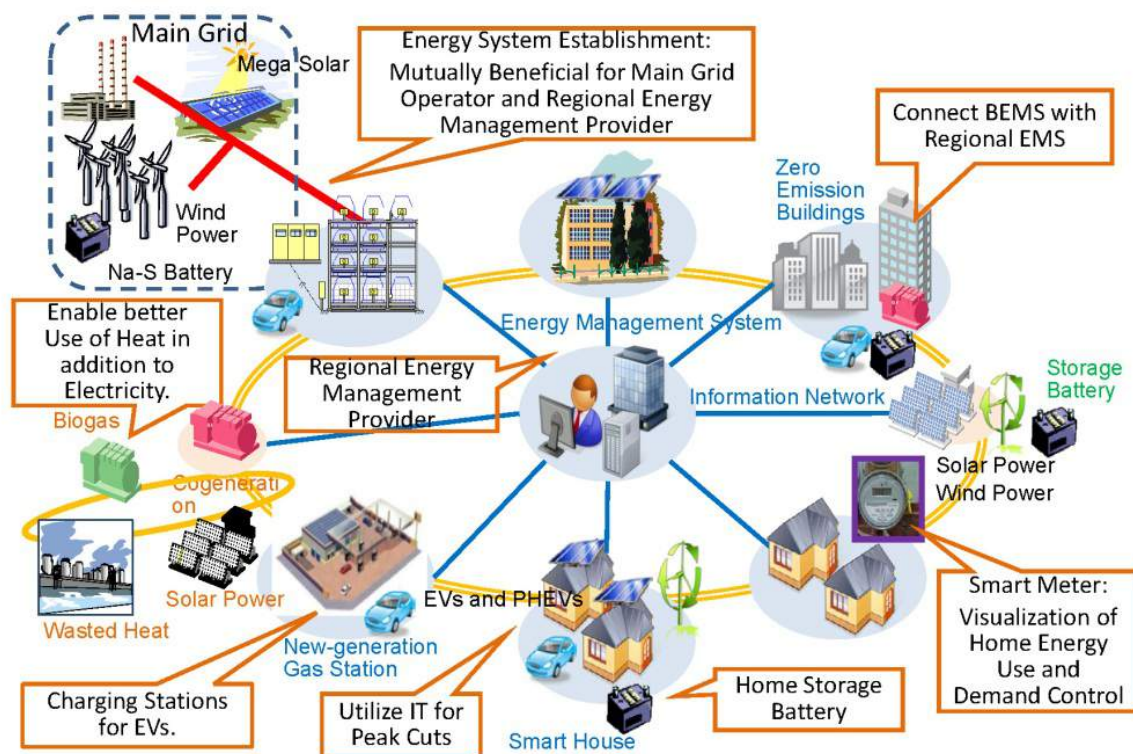 Main Grid
Mega Solar
Wind
Power
Na-S Battery
Energy System Establishment:
Mutually Beneficial for Main Grid
Operator and Regional Energy
Management Provider
Connect BEMS with
Regional EMS
Zero
Emission
Buildings
Enable better
Use of Heat in
addition to
Electricity.
Energy Management System
Regional Energy
Management
Provider
Information Network
Storage
Battery
Biogas
Cogenerati
on
Solar Power
Wind Power
Wasted Heat
Solar Power
EVs and PHEVs
New-generation
Gas Station
Smart Meter:
Visualization of
Home Energy
Use and
Demand Control
Charging Stations
for EVs.
Utilize IT for
Peak Cuts
Smart House
Home Storage
Battery